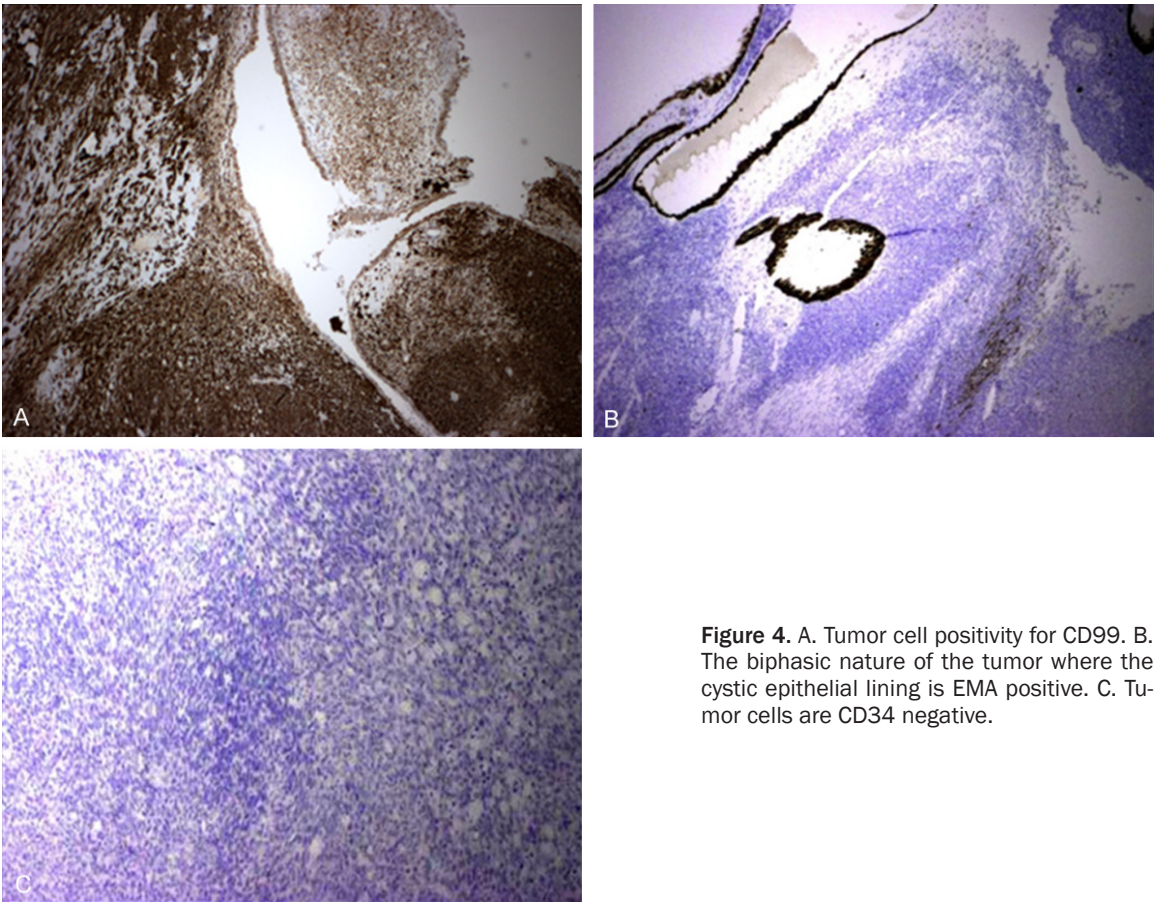 A
B
C
Figure 4. A. Tumor cell positivity for CD99. B.
The biphasic nature of the tumor where the
cystic epithelial lining is EMA positive. C. Tu-
mor cells are CD34 negative.